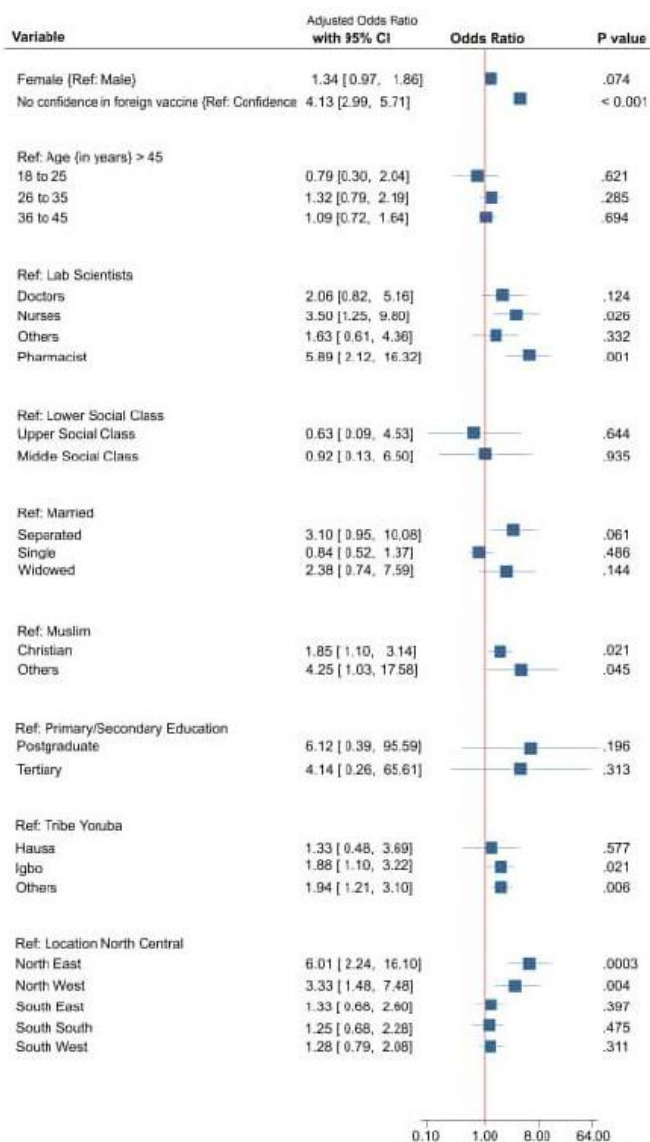 Adjusted Odds Ratio
Variable with 95% CI Odds Ratio P value
Female {Ref: Male} 1.34 [0.97, 1.86] .074
No confidence in foreign vaccine {Ref: Confidence 4.13 [2.99, 5.71] < 0.001
Ref: Age {in years} > 45
18 to 25 0.79 [0.30, 2.04] .621
26 to 35 1.32 [0.79, 2.19] .285
36 to 45 1.09 [0.72, 1.64] .694
Ref: Lab Scientists
Doctors 2.06 [0.82, 5.16] .124
Nurses 3.50 [1.25, 9.80] .026
Others 1.63 [0.61, 4.36] .332
Pharmacist 5.89 [2.12, 16.32] .001
Ref: Lower Social Class
Upper Social Class 0.63 [0.09, 4.53] .644
Middle Social Class 0.92 [0.13, 6.50] .935
Ref: Married
Separated 3.10 [0.95, 10.08] .061
Single 0.84 [0.52, 1.37] .486
Widowed 2.38 [0.74, 7.59] .144
Ref: Muslim
Christian 1.85 [1.10, 3.14] .021
Others 4.25 [1.03, 17.58] .045
Ref: Primary/Secondary Education
Postgraduate 6.12 [0.39, 95.59] .196
Tertiary 4.14 [0.26, 65.61] .313
Ref: Tribe Yoruba
Hausa 1.33 [0.48, 3.69] .577
Igbo 1.88 [1.10, 3.22] .021
Others 1.94 [1.21, 3.10] .006
Ref: Location North Central
North East 6.01 [2.24, 16.10] .0003
North West 3.33 [1.48, 7.48] .004
South East 1.33 [0.68, 2.60] .397
South South 1.25 [0.68, 2.28] .475
South West 1.28 [0.79, 2.08] .311
0.10 1.00 8.00 64.00